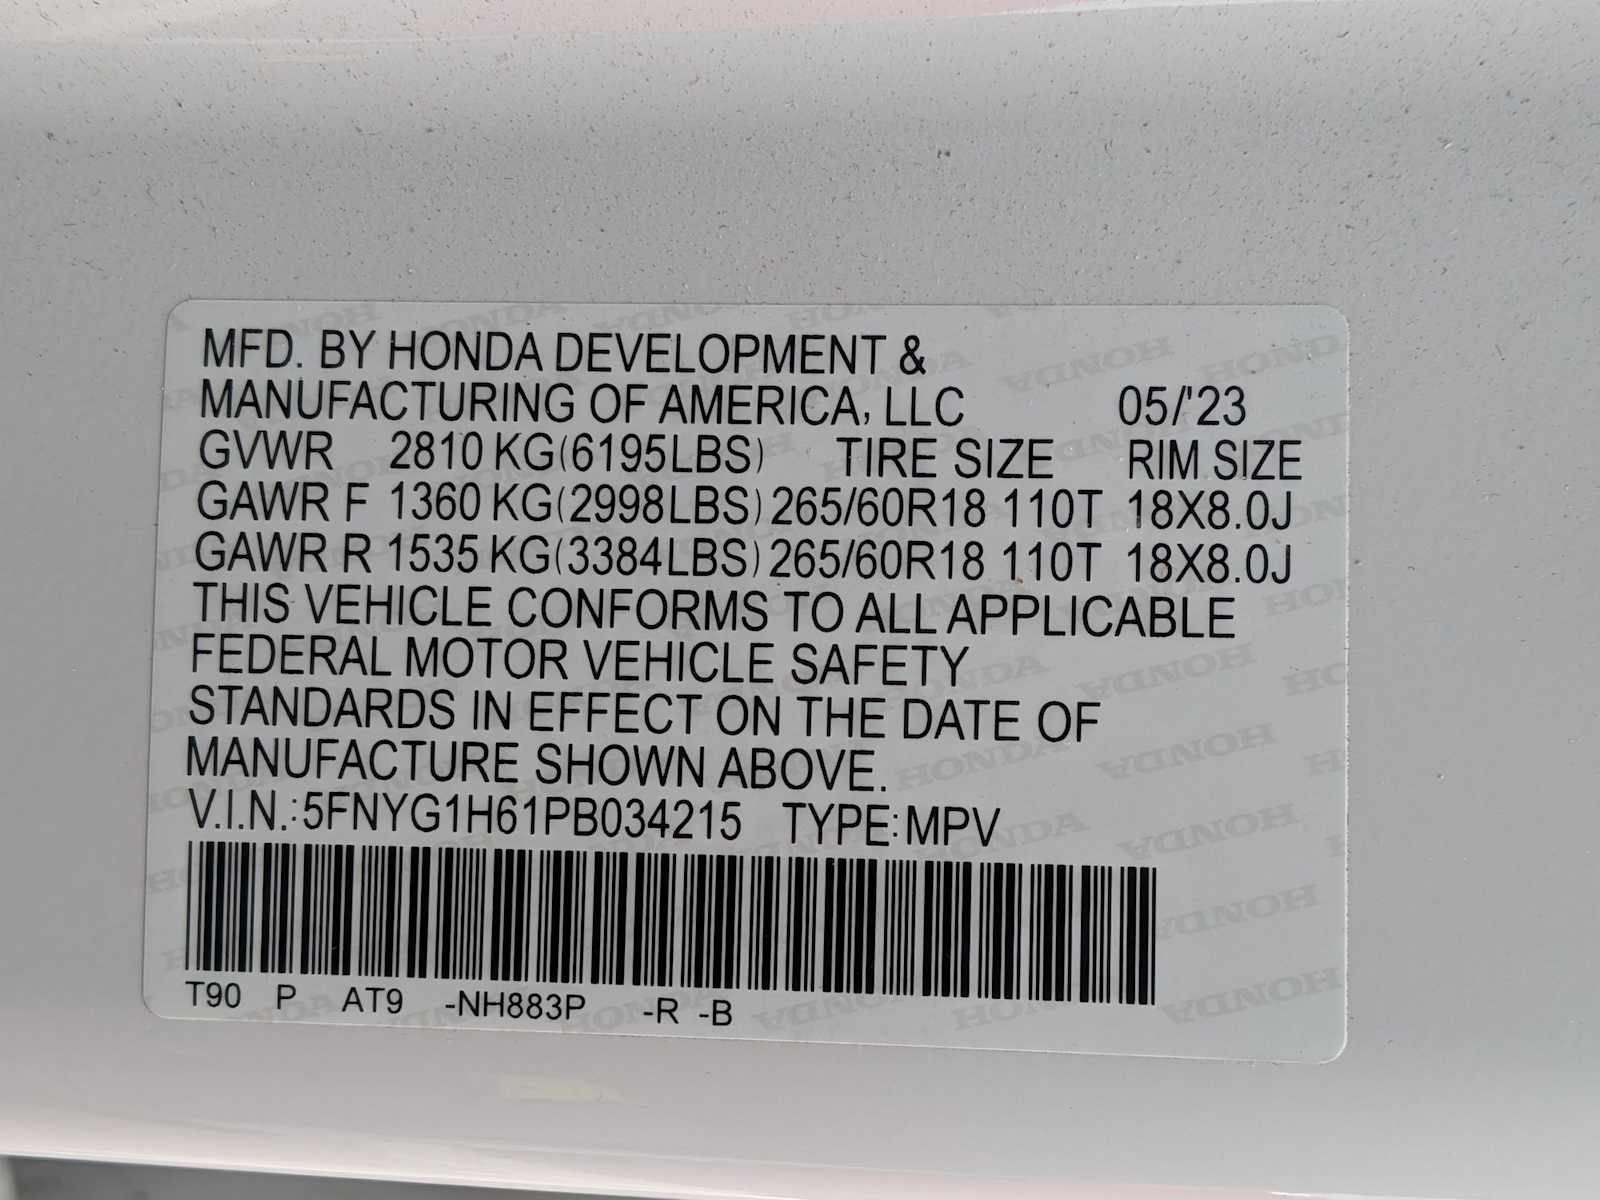 MFD. BY HONDA DEVELOPMENT &
MANUFACTURING OF AMERICA, LLC 05/'23
GVWR 2810 KG(6195LBS) TIRE SIZE RIM SIZE
GAWR F 1360 KG(2998LBS) 265/60R18 110T 18X8.0J
GAWR R 1535 KG(3384LBS) 265/60R18 110T 18X8.0J
THIS VEHICLE CONFORMS TO ALL APPLICABLE
FEDERAL MOTOR VEHICLE SAFETY
STANDARDS IN EFFECT ON THE DATE OF
MANUFACTURE SHOWN ABOVE.
V.I.N.:5FNYG1H61PB034215 TYPE:MPV
T90 P AT9 -NH883P -R -B